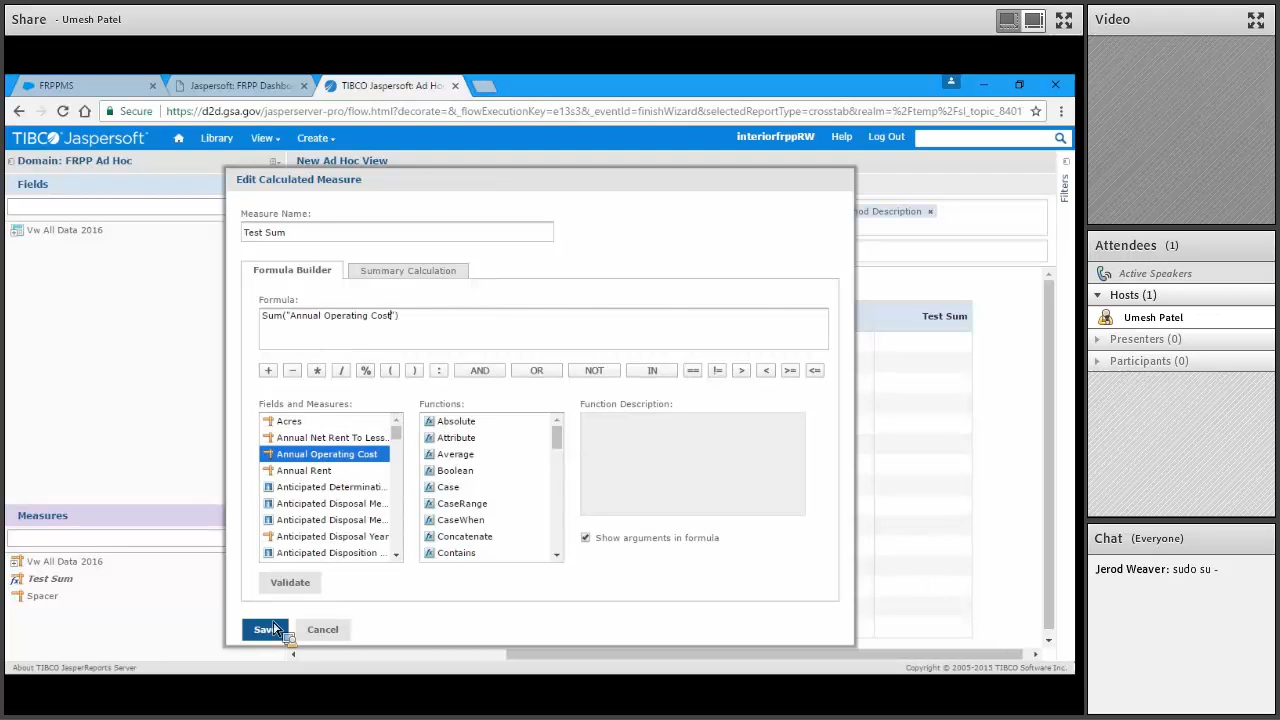 Share - Umesh Patel
Video
FRPPMS
Jaspersoft: FRPP Dashbo
TIBCO Jaspersoft: Ad Ho
Secure https://d2d.gsa.gov/jasperserver-pro/flow.html?decorate=&_flowExecutionKey=e13s3&_eventId=finishWizard&selectedReportType=crosstab&realm=%2Ftemp%2Fsl_topic_8401
TIBCO Jaspersoft
Library
View
Create
interiorfrppRW
Help
Log Out
Domain: FRPP Ad Hoc
New Ad Hoc View
Fields
Filters
Vw All Data 2016
Edit Calculated Measure
Measure Name:
Test Sum
hod Description
Formula Builder
Summary Calculation
Formula:
Sum("Annual Operating Cost")
Test Sum
+ - * / % ( ) : AND OR NOT IN == != > < >= <=
Fields and Measures:
Functions:
Function Description:
Acres
Annual Net Rent To Less..
Annual Operating Cost
Annual Rent
Anticipated Determinati...
Anticipated Disposal Me...
Anticipated Disposal Me...
Anticipated Disposal Year
Anticipated Disposition ...
Absolute
Attribute
Average
Boolean
Case
CaseRange
CaseWhen
Concatenate
Contains
Show arguments in formula
Validate
Save
Cancel
Measures
Vw All Data 2016
Test Sum
Spacer
About TIBCO JasperReports Server
Copyright © 2005-2015 TIBCO Software Inc.
Attendees (1)
Active Speakers
Hosts (1)
Umesh Patel
Presenters (0)
Participants (0)
Chat (Everyone)
Jerod Weaver: sudo su -